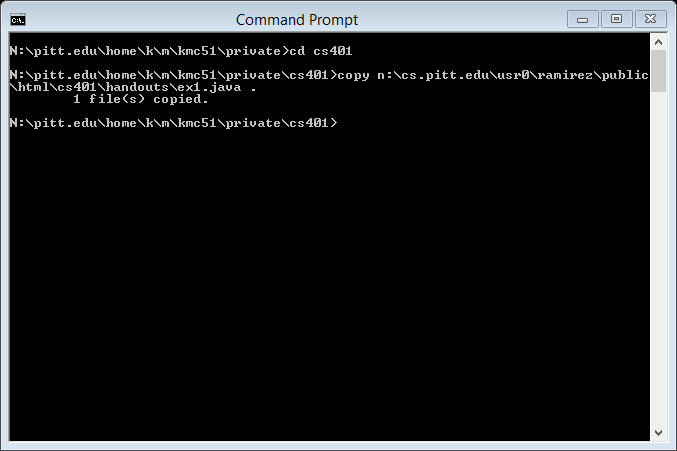 Command Prompt
N:\pitt.edu\home\k\m\kmc51\private>cd cs401
N:\pitt.edu\home\k\m\kmc51\private\cs401>copy n:\cs.pitt.edu\usr0\ramirez\public
\html\cs401\handouts\ex1.java .
        1 file(s) copied.
N:\pitt.edu\home\k\m\kmc51\private\cs401>